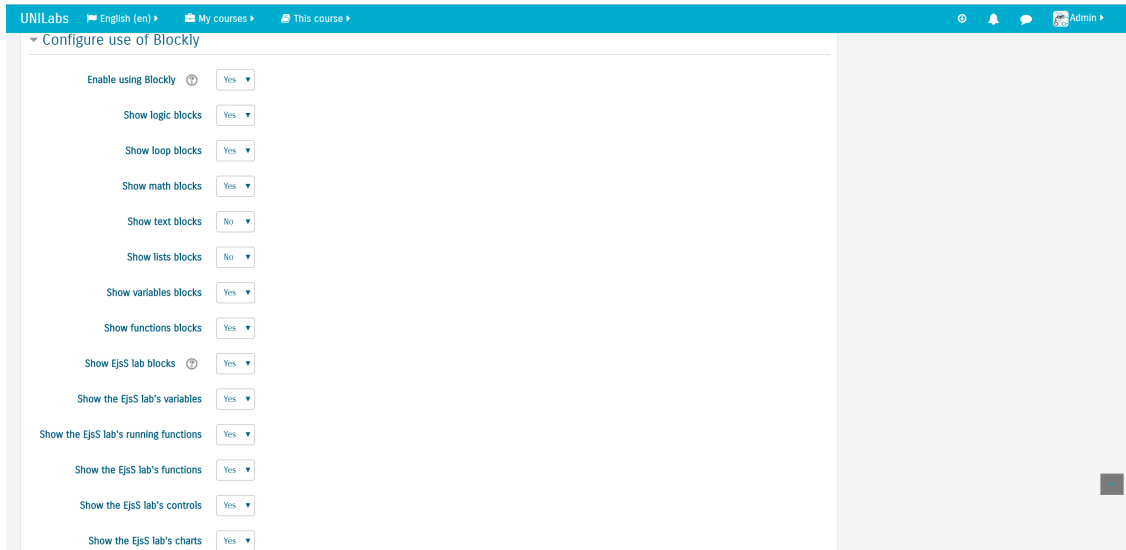 UNILabs English (en) My courses This course Admin
Configure use of Blockly
Enable using Blockly Yes
Show logic blocks Yes
Show loop blocks Yes
Show math blocks Yes
Show text blocks No
Show lists blocks No
Show variables blocks Yes
Show functions blocks Yes
Show EjsS lab blocks Yes
Show the EjsS lab's variables Yes
Show the EjsS lab's running functions Yes
Show the EjsS lab's functions Yes
Show the EjsS lab's controls Yes
Show the EjsS lab's charts Yes